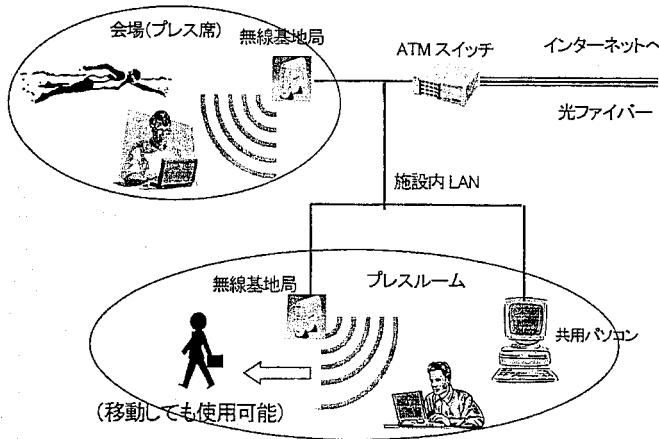 会場(プレス席)
無線基地局
ATM スイッチ
インターネットへ
光ファイバー
施設内 LAN
無線基地局
プレスルーム
共用パソコン
(移動しても使用可能)